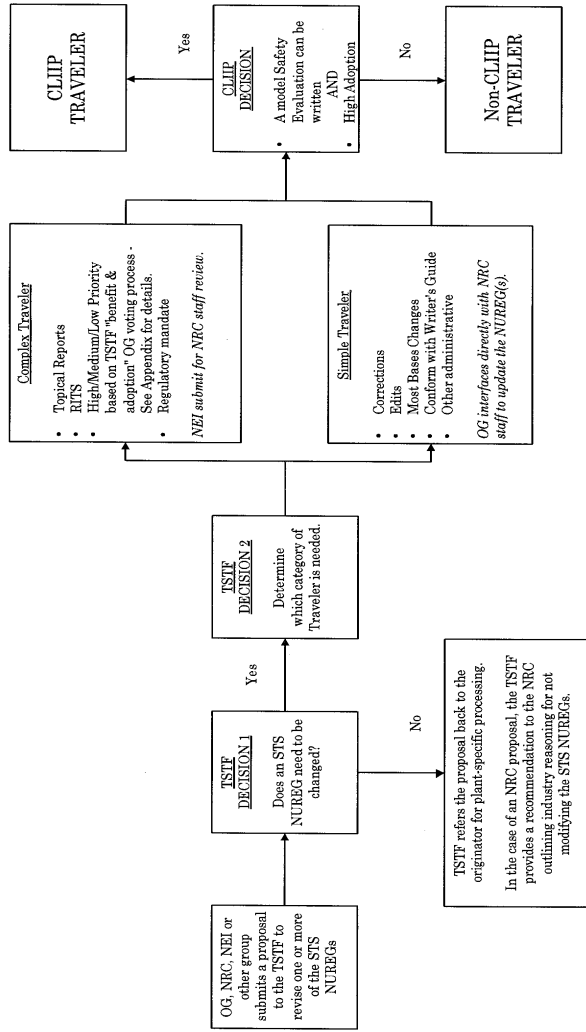 OG, NRC, NEI or
other group
submits a proposal
to the TSTF to
revise one or more
of the STS
NUREGs
TSTF
DECISION 1
Does an STS
NUREG need to be
changed?
Yes
No
TSTF refers the proposal back to the
originator for plant-specific processing.
In the case of an NRC proposal, the TSTF
provides a recommendation to the NRC
outlining industry reasoning for not
modifying the STS NUREGs.
TSTF
DECISION 2
Determine
which category of
Traveler is needed.
Complex Traveler
• Topical Reports
• RITS
• High/Medium/Low Priority
based on TSTF "benefit &
adoption" OG voting process -
See Appendix for details.
• Regulatory mandate
NEI submit for NRC staff review.
Simple Traveler
• Corrections
• Edits
• Most Bases Changes
• Conform with Writer's Guide
• Other administrative
OG interfaces directly with NRC
staff to update the NUREG(s).
CLIIP
DECISION
• A model Safety
Evaluation can be
written
AND
• High Adoption
Yes
CLIIP
TRAVELER
No
Non-CLIIP
TRAVELER